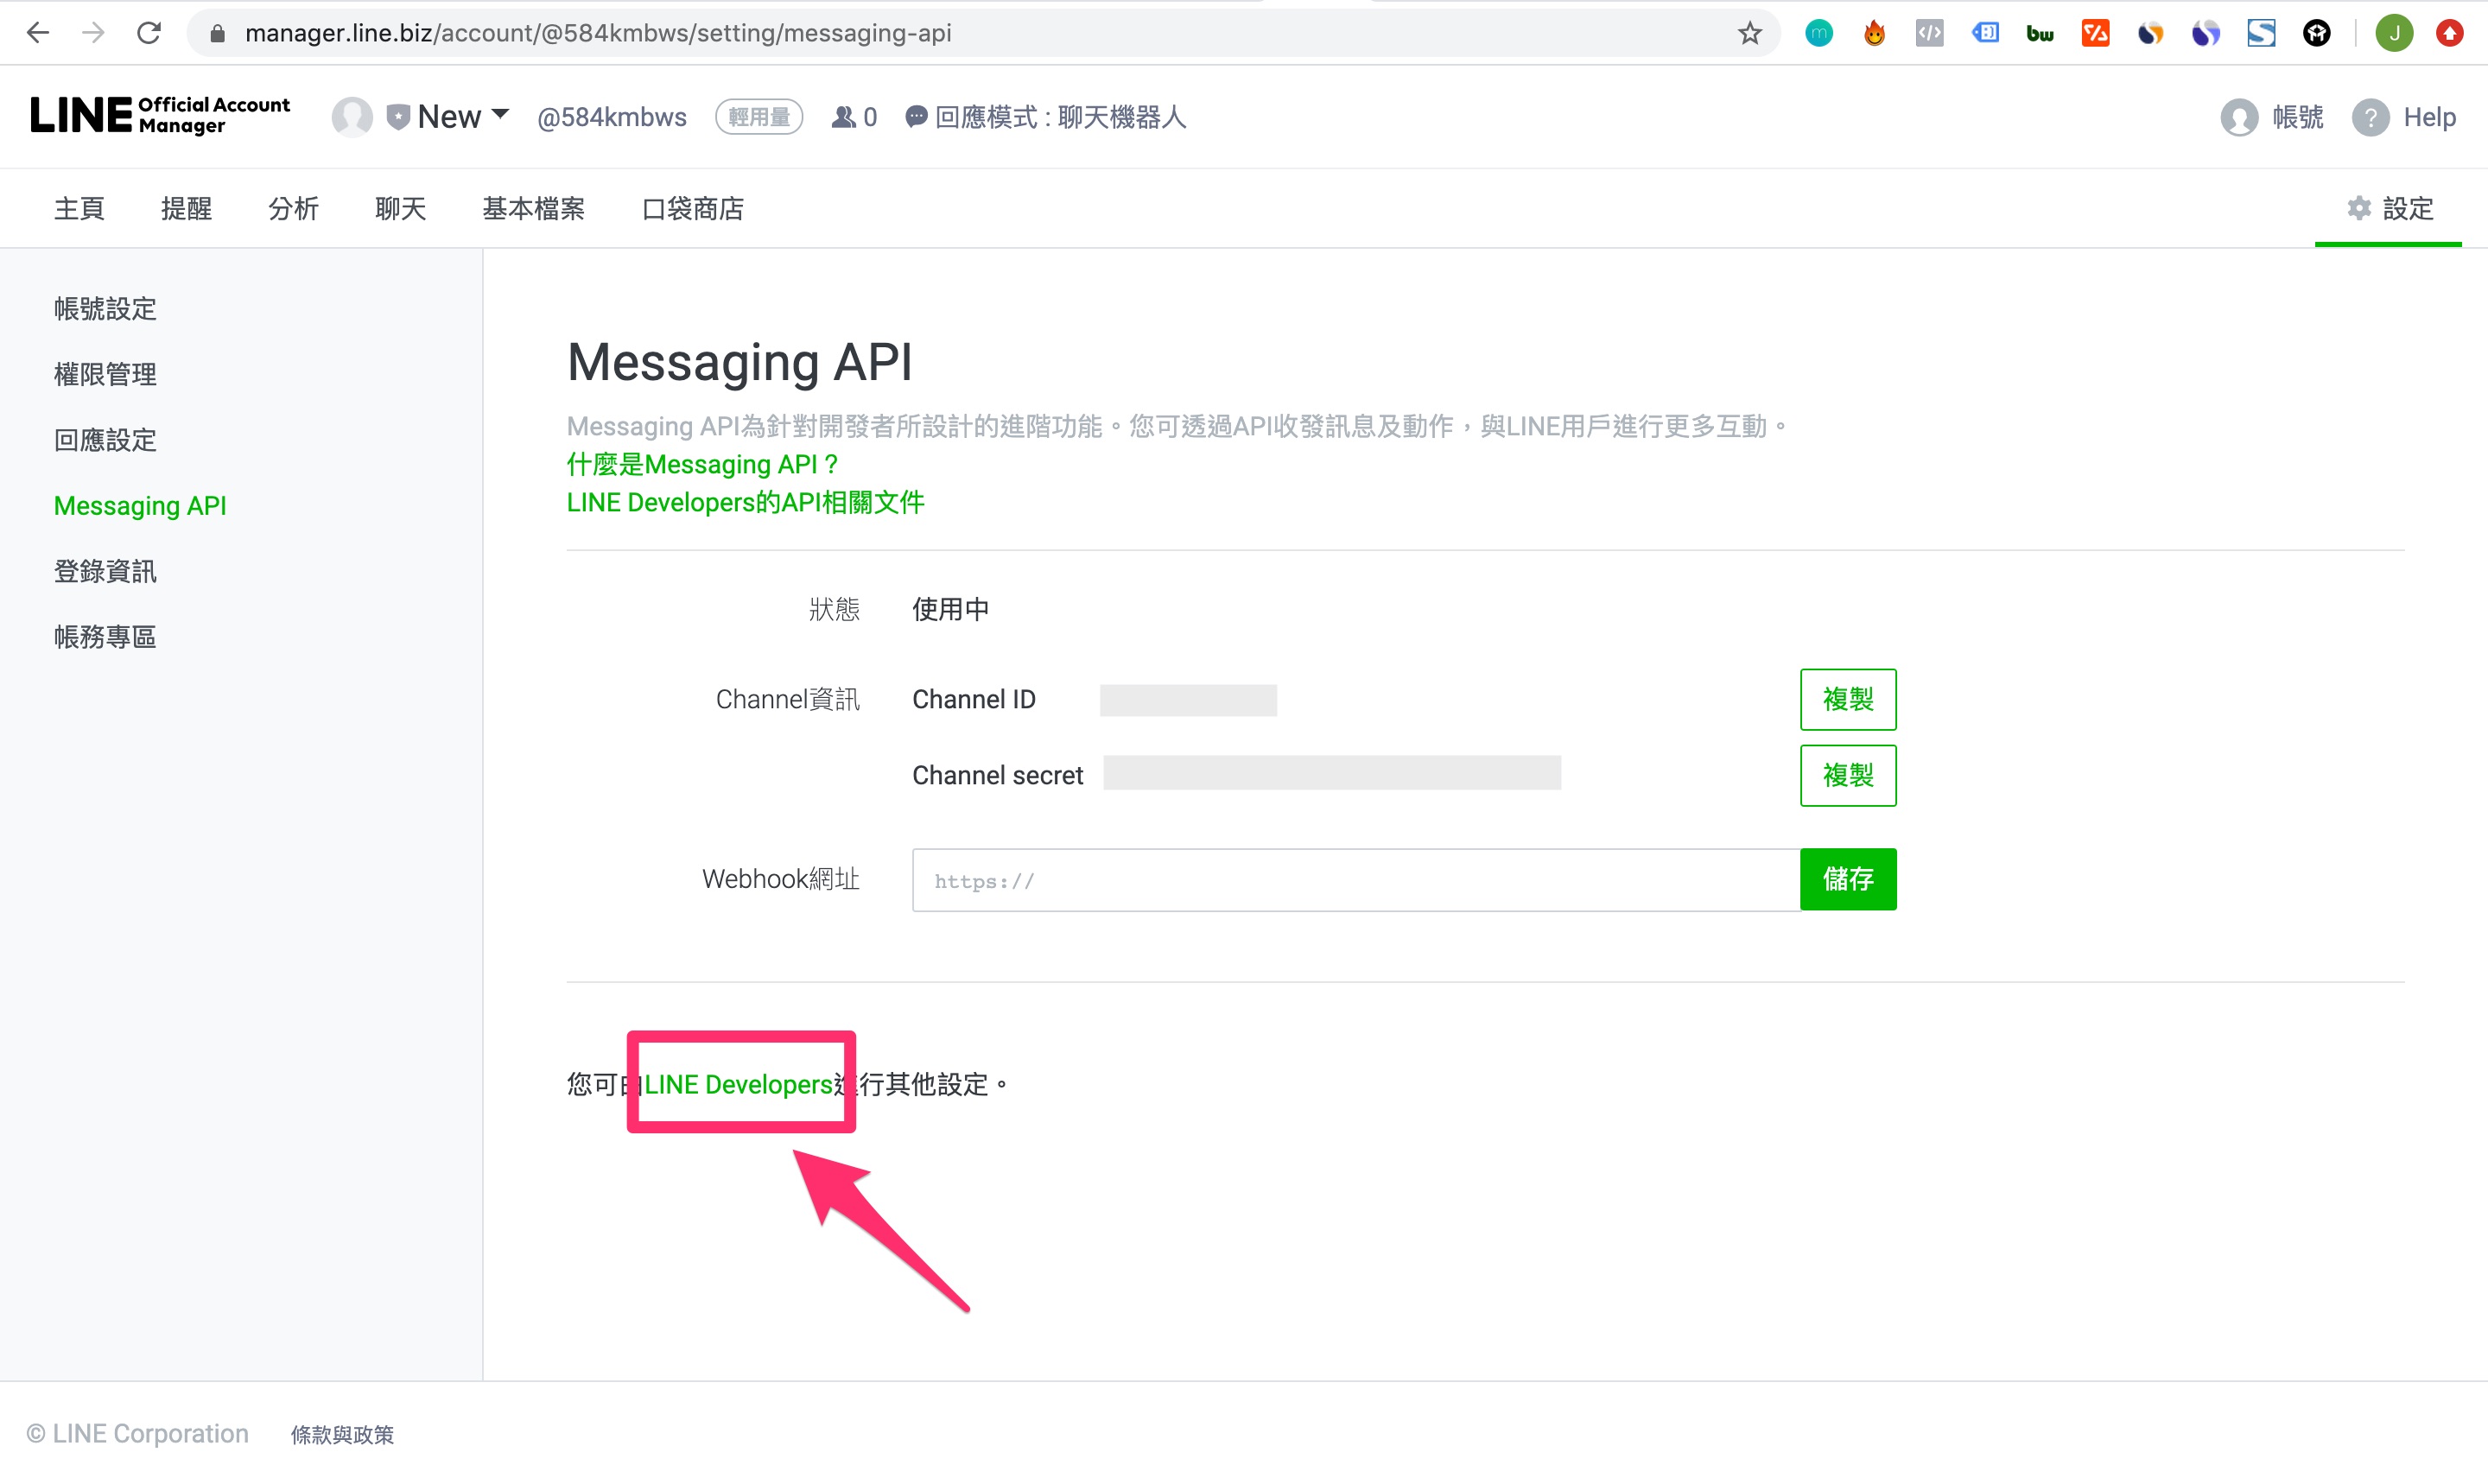 manager.line.biz/account/@584kmbws/setting/messaging-api
LINE Official Account Manager New @584kmbws 輕用量 0 回應模式 : 聊天機器人 帳號 ? Help
主頁 提醒 分析 聊天 基本檔案 口袋商店 設定
帳號設定
權限管理
回應設定
Messaging API
登錄資訊
帳務專區
Messaging API
Messaging API為針對開發者所設計的進階功能。您可透過API收發訊息及動作，與LINE用戶進行更多互動。
什麼是Messaging API？
LINE Developers的API相關文件
狀態 使用中
Channel資訊 Channel ID 複製
Channel secret 複製
Webhook網址 https:// 儲存
您可由LINE Developers進行其他設定。
© LINE Corporation 條款與政策